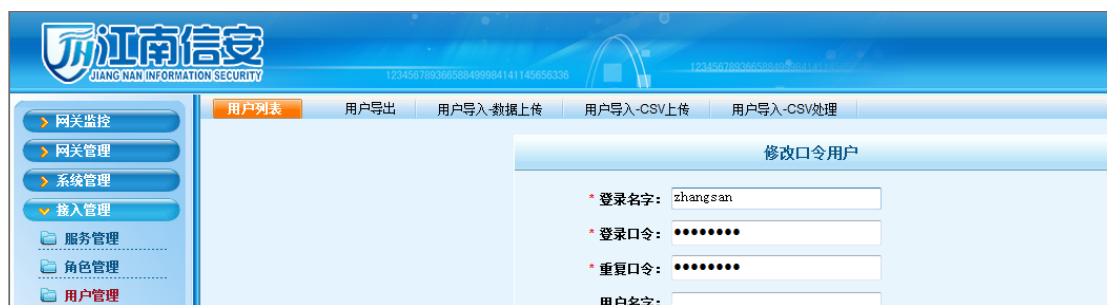 江南信安
JIANG NAN INFORMATION SECURITY
用户列表 用户导出 用户导入-数据上传 用户导入-CSV上传 用户导入-CSV处理
网关监控
网关管理
系统管理
接入管理
服务管理
角色管理
用户管理
修改口令用户
* 登录名字: zhangsan
* 登录口令: ●●●●●●●●
* 重复口令: ●●●●●●●●
用户名字: